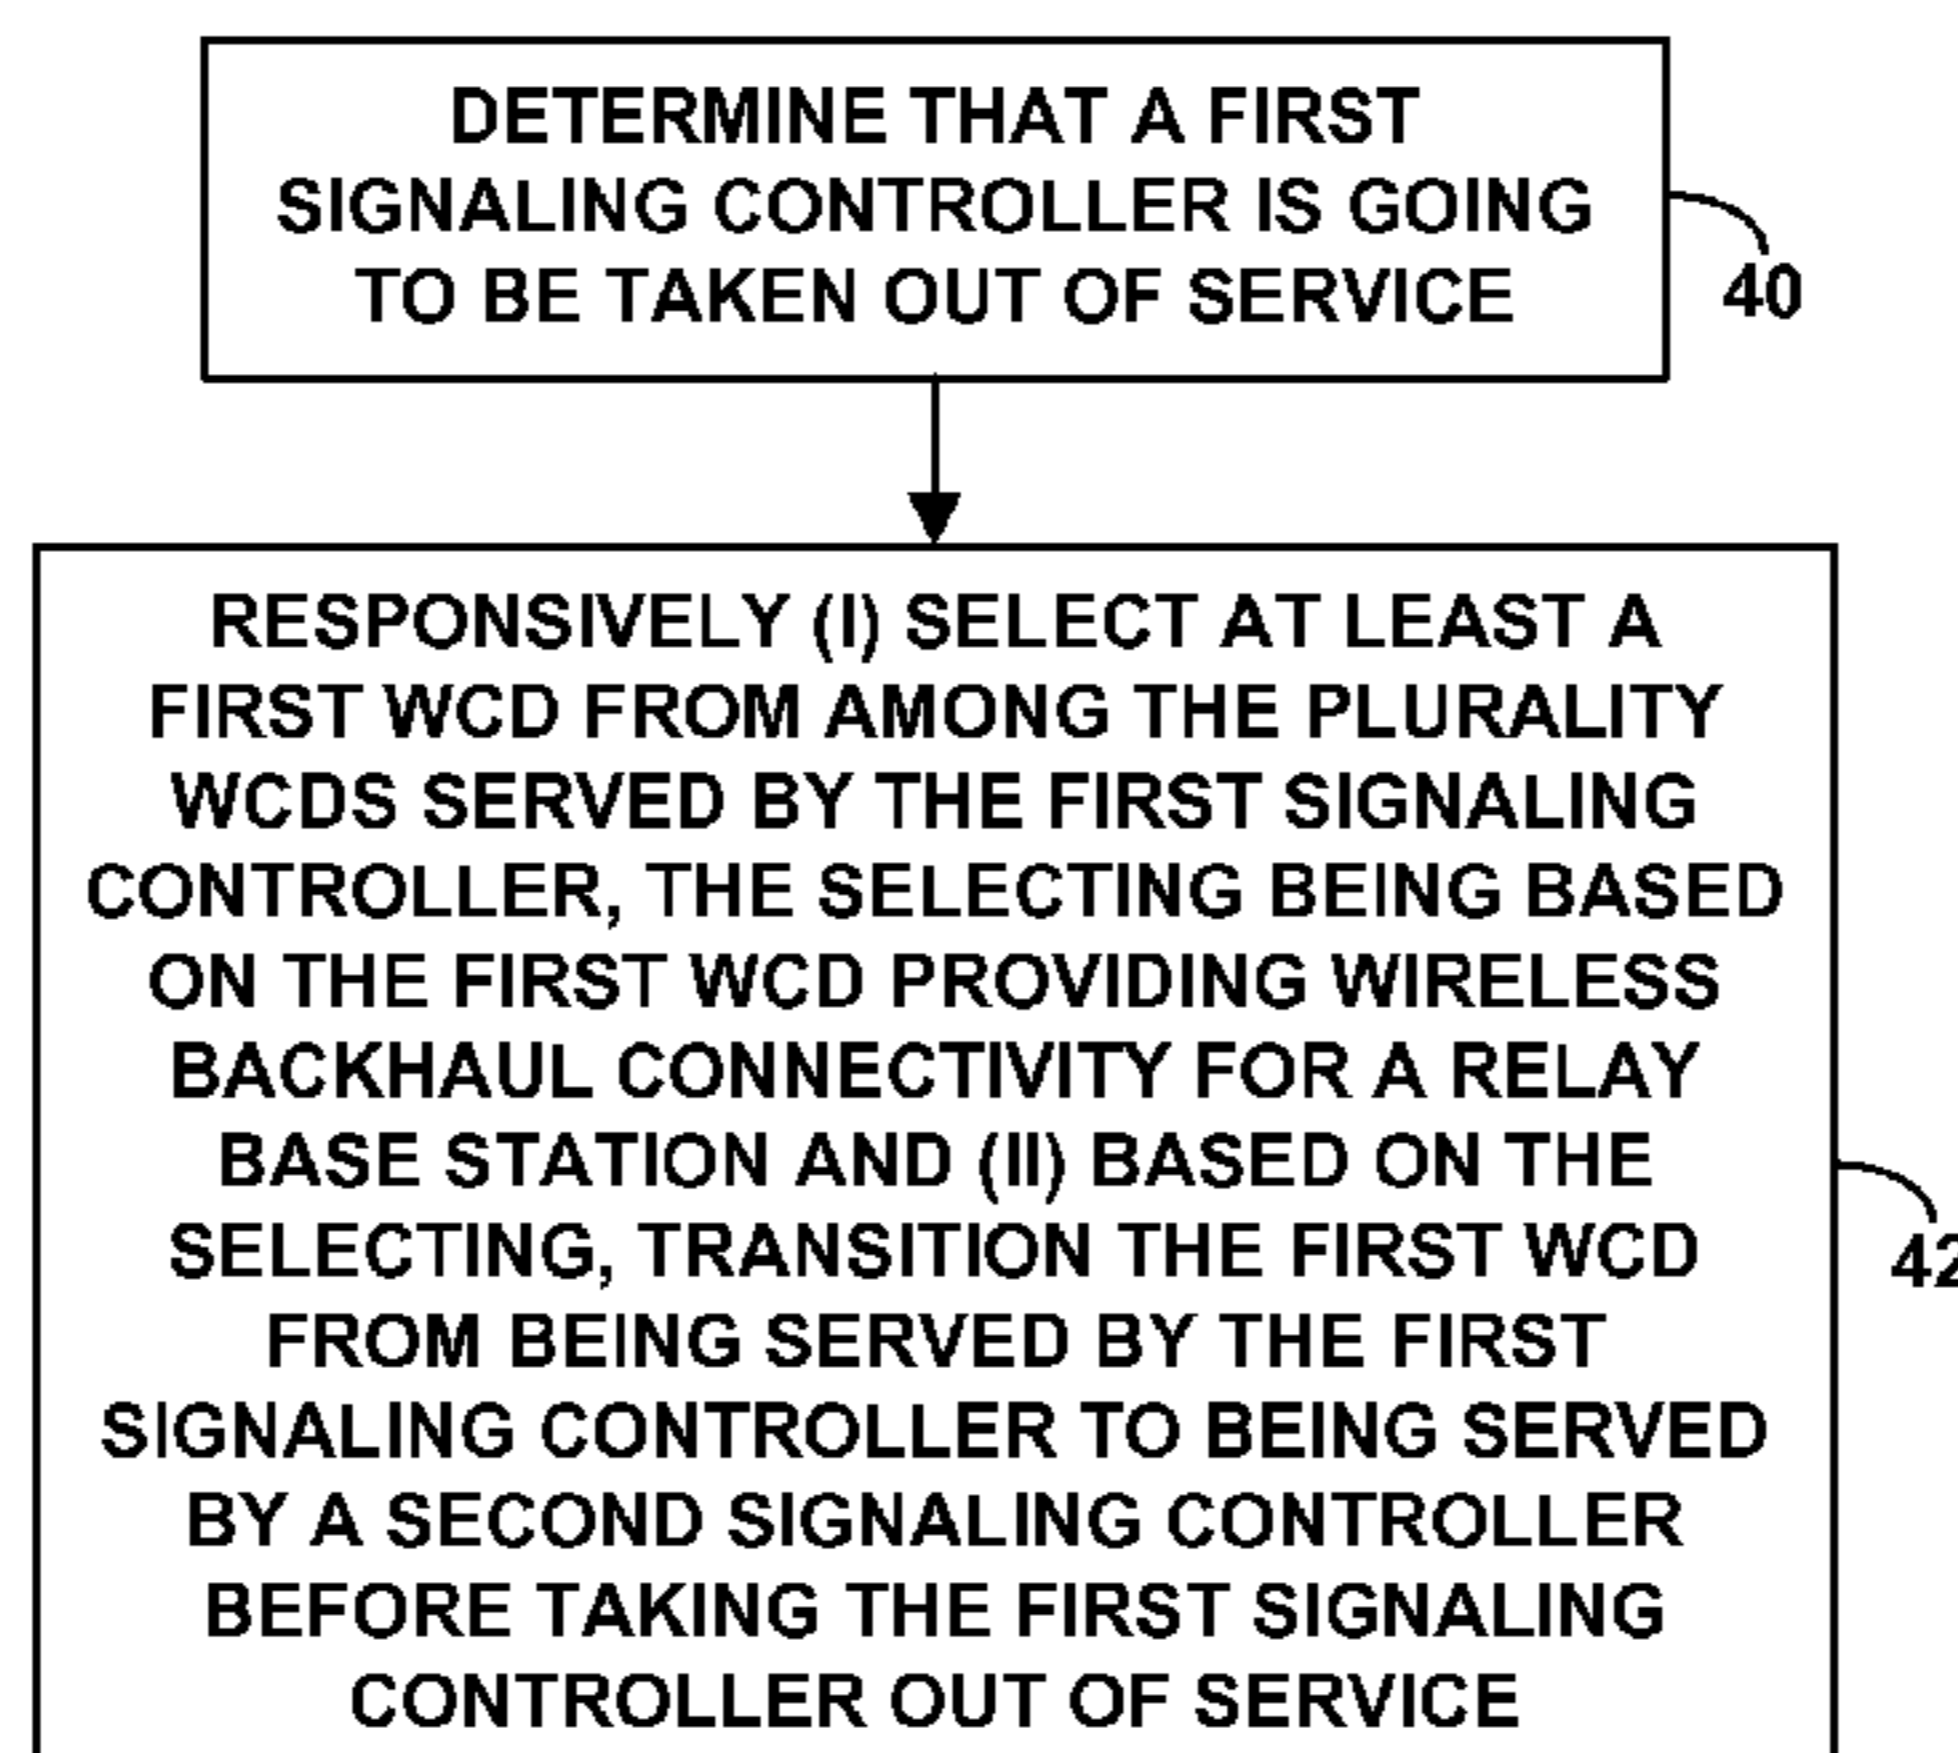 DETERMINE THAT A FIRST
SIGNALING CONTROLLER IS GOING
TO BE TAKEN OUT OF SERVICE
40
RESPONSIVELY (I) SELECT AT LEAST A
FIRST WCD FROM AMONG THE PLURALITY
WCDS SERVED BY THE FIRST SIGNALING
CONTROLLER, THE SELECTING BEING BASED
ON THE FIRST WCD PROVIDING WIRELESS
BACKHAUL CONNECTIVITY FOR A RELAY
BASE STATION AND (II) BASED ON THE
SELECTING, TRANSITION THE FIRST WCD
FROM BEING SERVED BY THE FIRST
SIGNALING CONTROLLER TO BEING SERVED
BY A SECOND SIGNALING CONTROLLER
BEFORE TAKING THE FIRST SIGNALING
CONTROLLER OUT OF SERVICE
42